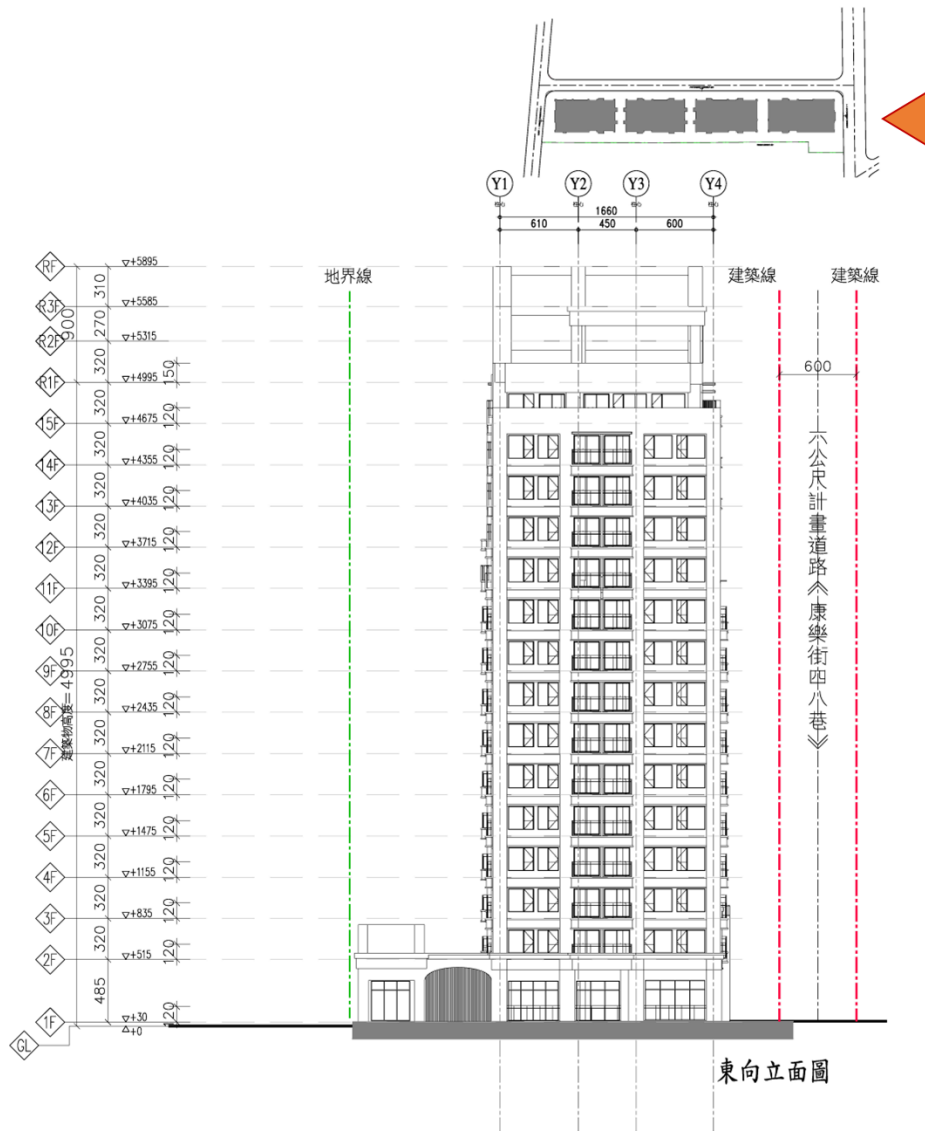 Y1 Y2 Y3 Y4
1660
610 450 600
地界線 建築線 建築線
600
六公尺計畫道路《康樂街四八巷》
RF +5895
310
R3F +5585
270
900
R2F +5315
320
R1F +4995 150
320
15F +4675 120
320
14F +4355 120
320
13F +4035 120
320
12F +3715 120
320
11F +3395 120
320
10F +3075 120
320
9F +2755 120
320
8F +2435 120
320
建築物高度=4995
7F +2115 120
320
6F +1795 120
320
5F +1475 120
320
4F +1155 120
320
3F +835 120
320
2F +515 120
485
1F +30 120
+0
GL
東向立面圖